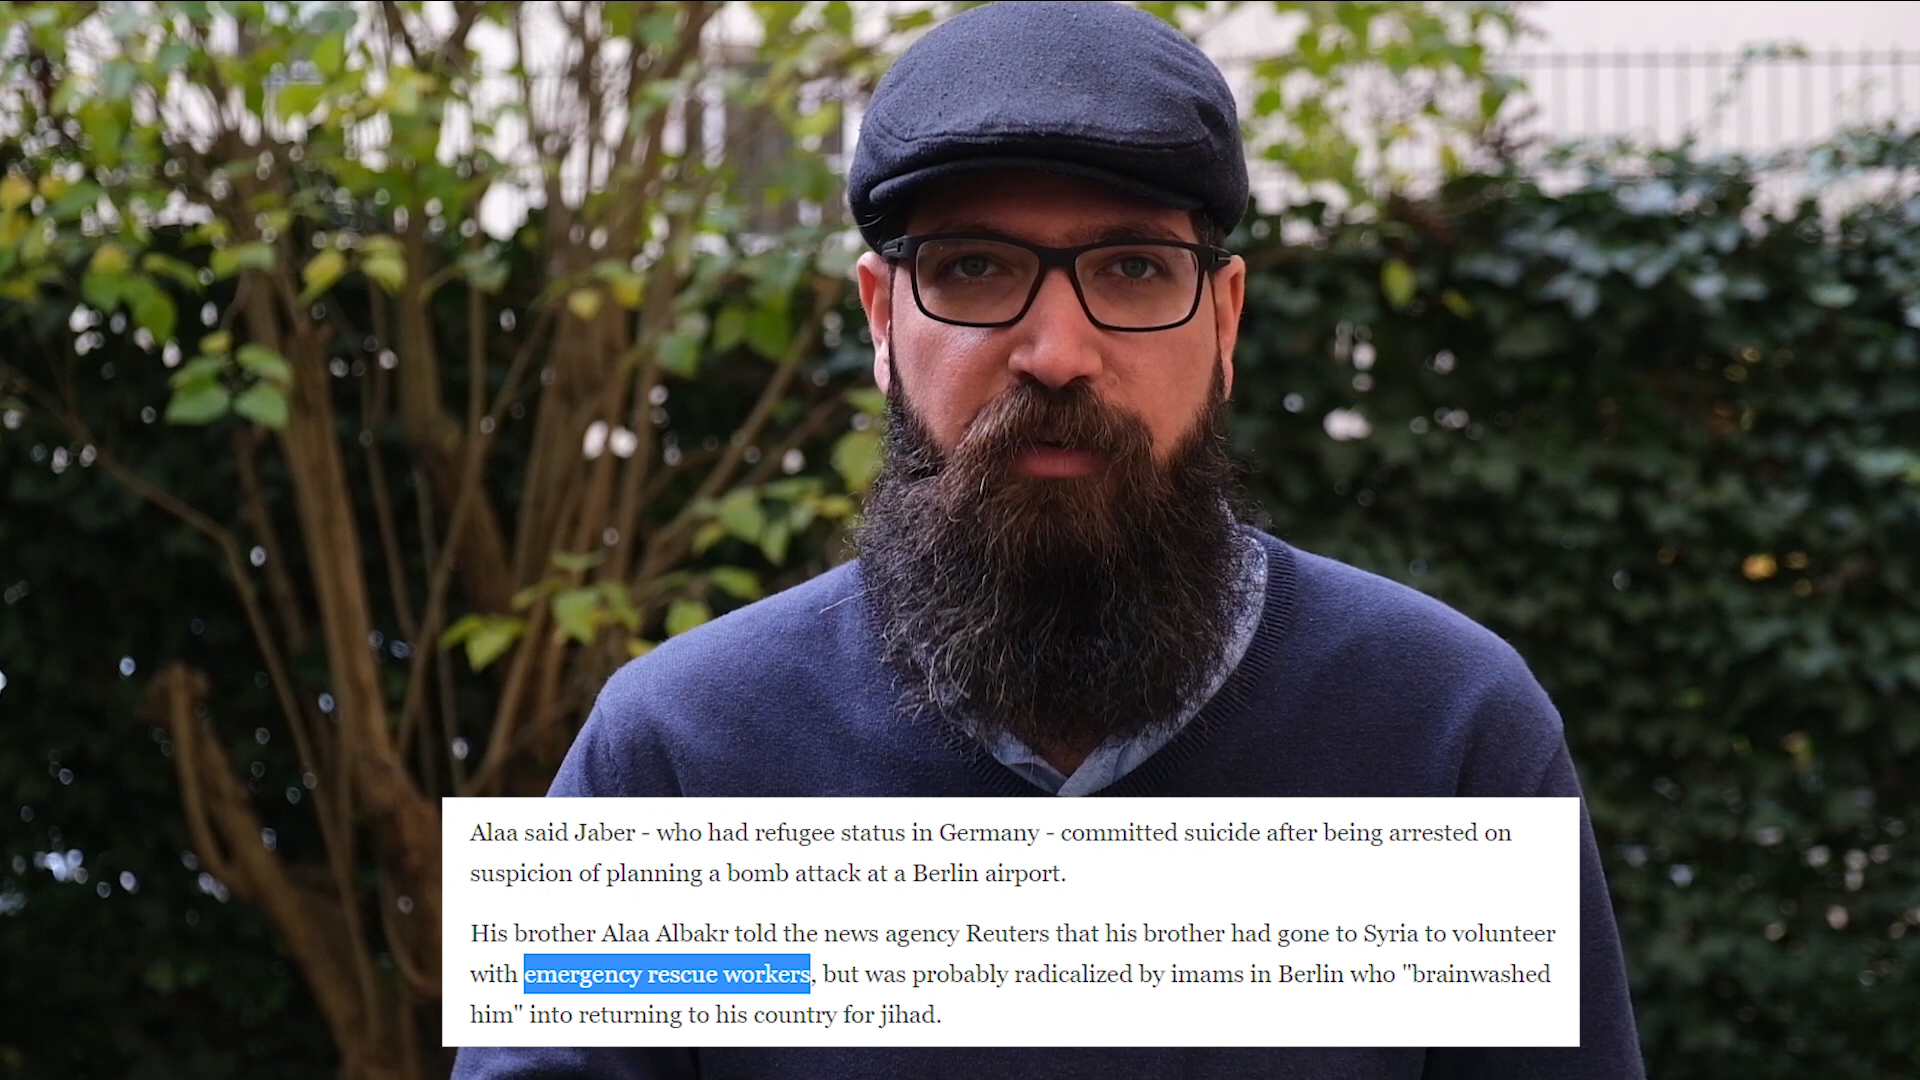 Alaa said Jaber - who had refugee status in Germany - committed suicide after being arrested on
suspicion of planning a bomb attack at a Berlin airport.
His brother Alaa Albakr told the news agency Reuters that his brother had gone to Syria to volunteer
with emergency rescue workers, but was probably radicalized by imams in Berlin who "brainwashed
him" into returning to his country for jihad.